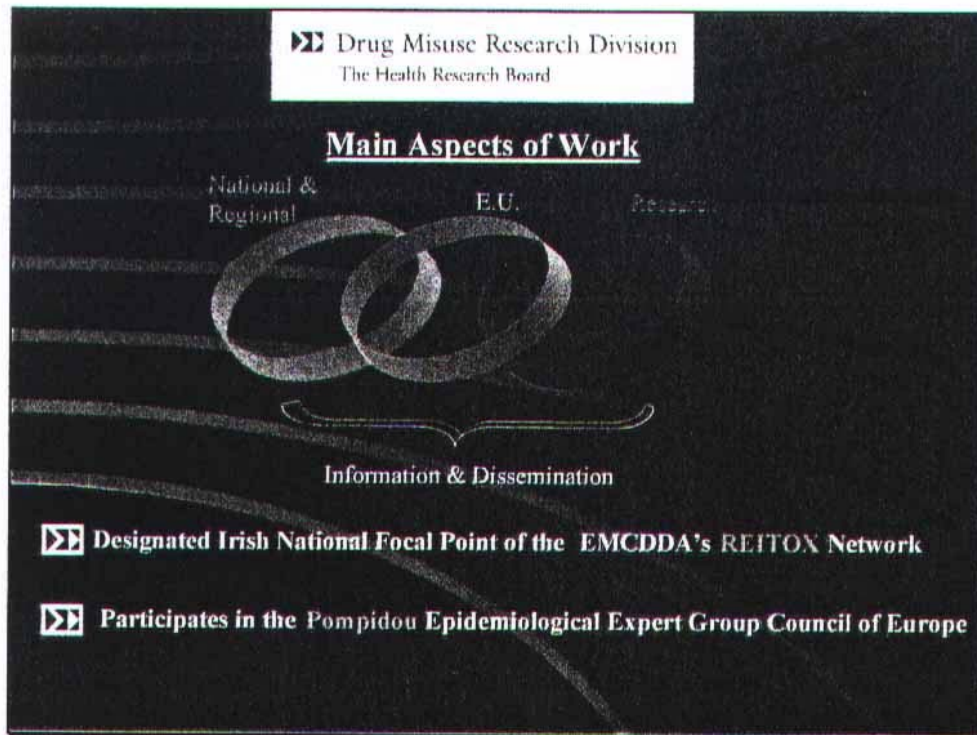 Drug Misuse Research Division
The Health Research Board
Main Aspects of Work
National &
Regional
E.U.
Research
Information & Dissemination
Designated Irish National Focal Point of the EMCDDA's REITOX Network
Participates in the Pompidou Epidemiological Expert Group Council of Europe